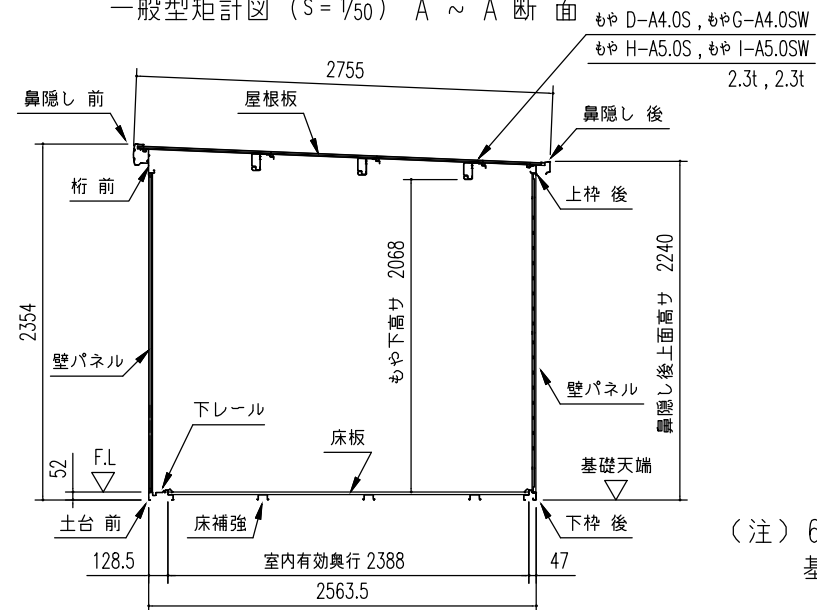 一般型矩計図 (S=1/50) A ~ A 断 面
もや D-A4.0S , もや G-A4.0SW
もや H-A5.0S , もや I-A5.0SW
2.3t , 2.3t
2755
鼻隠し 前
屋根板
鼻隠し 後
桁 前
上枠 後
2354
もや下高サ 2068
鼻隠し後上面高サ 2240
壁パネル
壁パネル
下レール
床板
52
F.L
基礎天端
土台 前
床補強
下枠 後
(注) 6
基
128.5
室内有効奥行 2388
47
2563.5